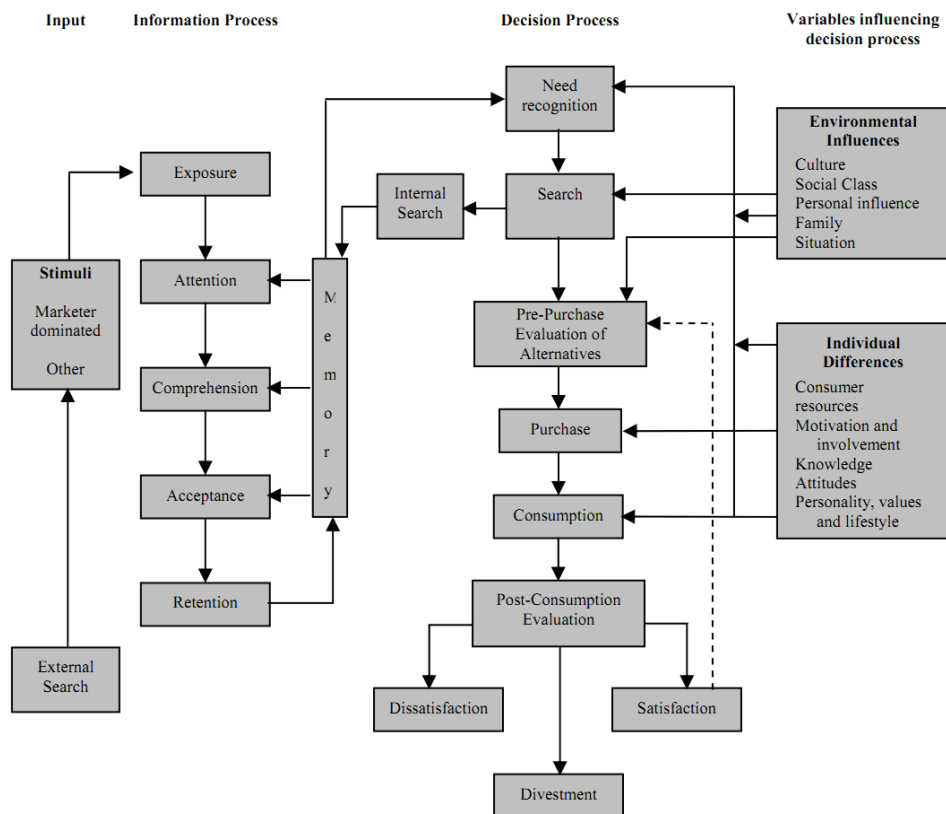 Input
Information Process
Decision Process
Variables influencing
decision process
Need
recognition
Environmental
Influences
Culture
Social Class
Personal influence
Family
Situation
Exposure
Internal
Search
Search
Stimuli
Marketer
dominated
Other
Attention
M
e
m
o
r
y
Pre-Purchase
Evaluation of
Alternatives
Individual
Differences
Consumer
resources
Motivation and
involvement
Knowledge
Attitudes
Personality, values
and lifestyle
Comprehension
Purchase
Acceptance
Consumption
Retention
Post-Consumption
Evaluation
External
Search
Dissatisfaction
Satisfaction
Divestment